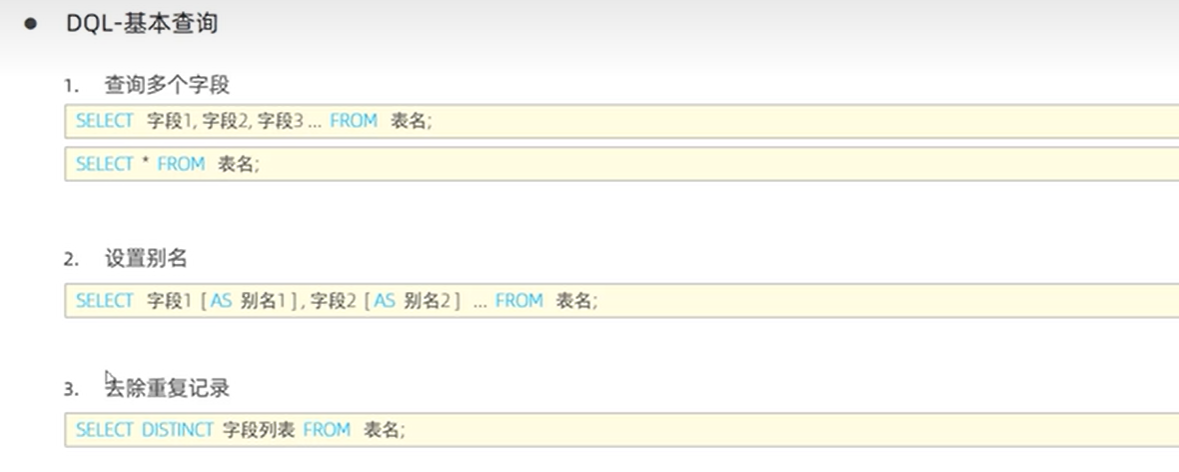 ● DQL-基本查询
1. 查询多个字段
SELECT 字段1, 字段2, 字段3 ... FROM 表名;
SELECT * FROM 表名;
2. 设置别名
SELECT 字段1 [ AS 别名1 ] , 字段2 [ AS 别名2 ] ... FROM 表名;
3. 去除重复记录
SELECT DISTINCT 字段列表 FROM 表名;